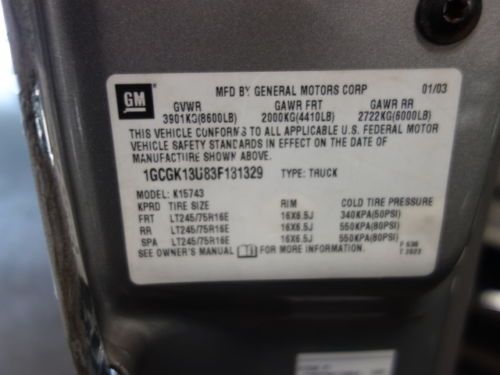 GM MFD BY GENERAL MOTORS CORP 01/03
GVWR GAWR FRT GAWR RR
3901KG(8600LB) 2000KG(4410LB) 2722KG(6000LB)
THIS VEHICLE CONFORMS TO ALL APPLICABLE U.S. FEDERAL MOTOR
VEHICLE SAFETY STANDARDS IN EFFECT ON THE DATE OF
MANUFACTURE SHOWN ABOVE.
1GCGK13U83F181329 TYPE: TRUCK
MODEL: K15743
KPRD TIRE SIZE RIM COLD TIRE PRESSURE
FRT LT245/75R16E 16X6.5J 340KPA(50PSI)
RR LT245/75R16E 16X6.5J 550KPA(80PSI)
SPA LT245/75R16E 16X6.5J 550KPA(80PSI)
SEE OWNER'S MANUAL FOR MORE INFORMATION.